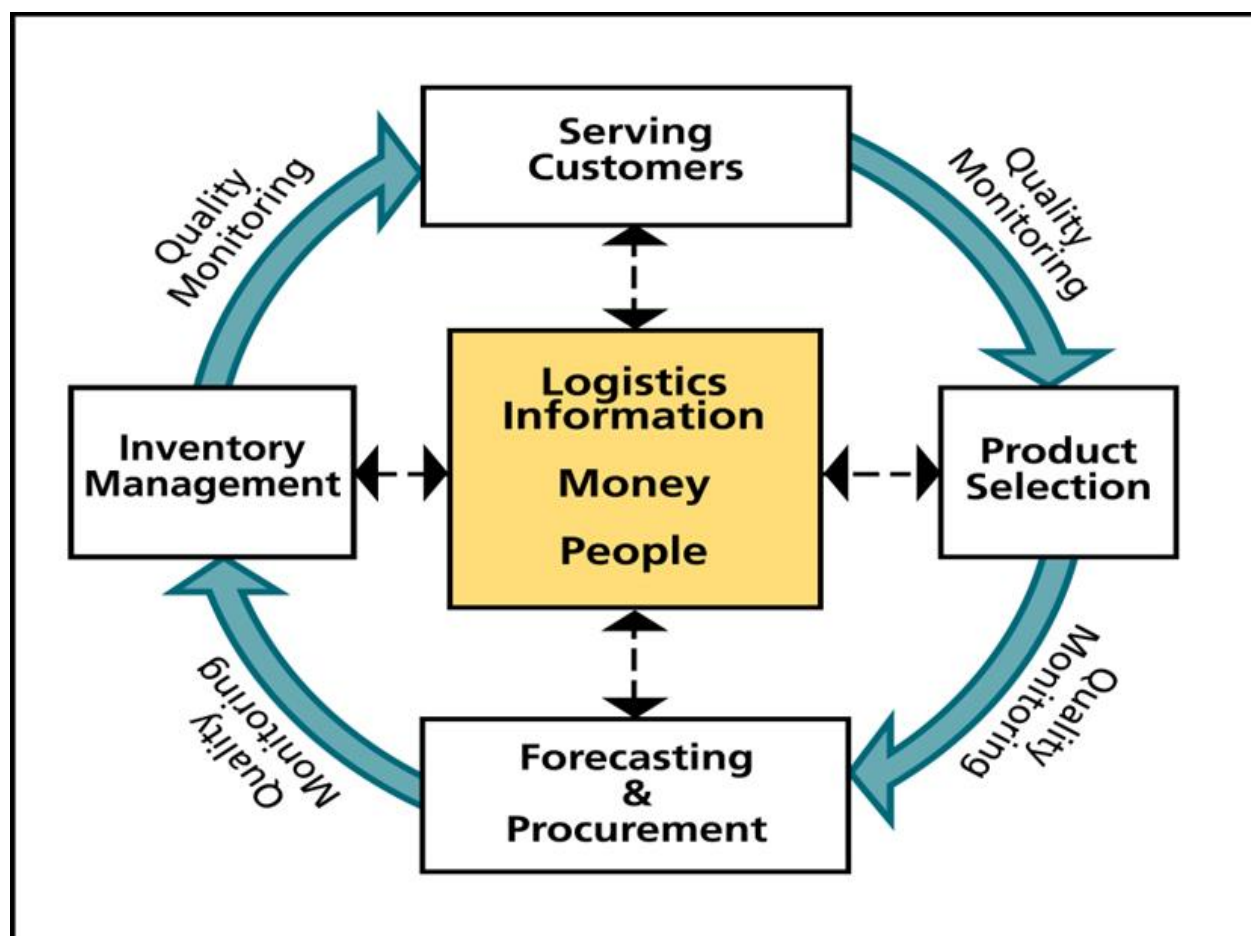 Serving
Customers
Quality
Monitoring
Quality
Monitoring
Logistics
Information
Money
People
Inventory
Management
Product
Selection
Quality
Monitoring
Quality
Monitoring
Forecasting
&
Procurement